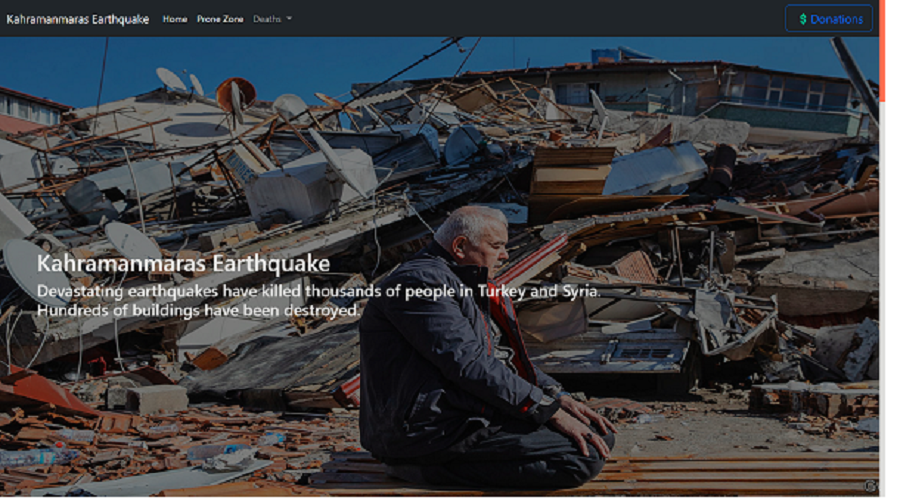 Kahramanmaras Earthquake Home Prone Zone Deaths $ Donations
Kahramanmaras Earthquake
Devastating earthquakes have killed thousands of people in Turkey and Syria.
Hundreds of buildings have been destroyed.